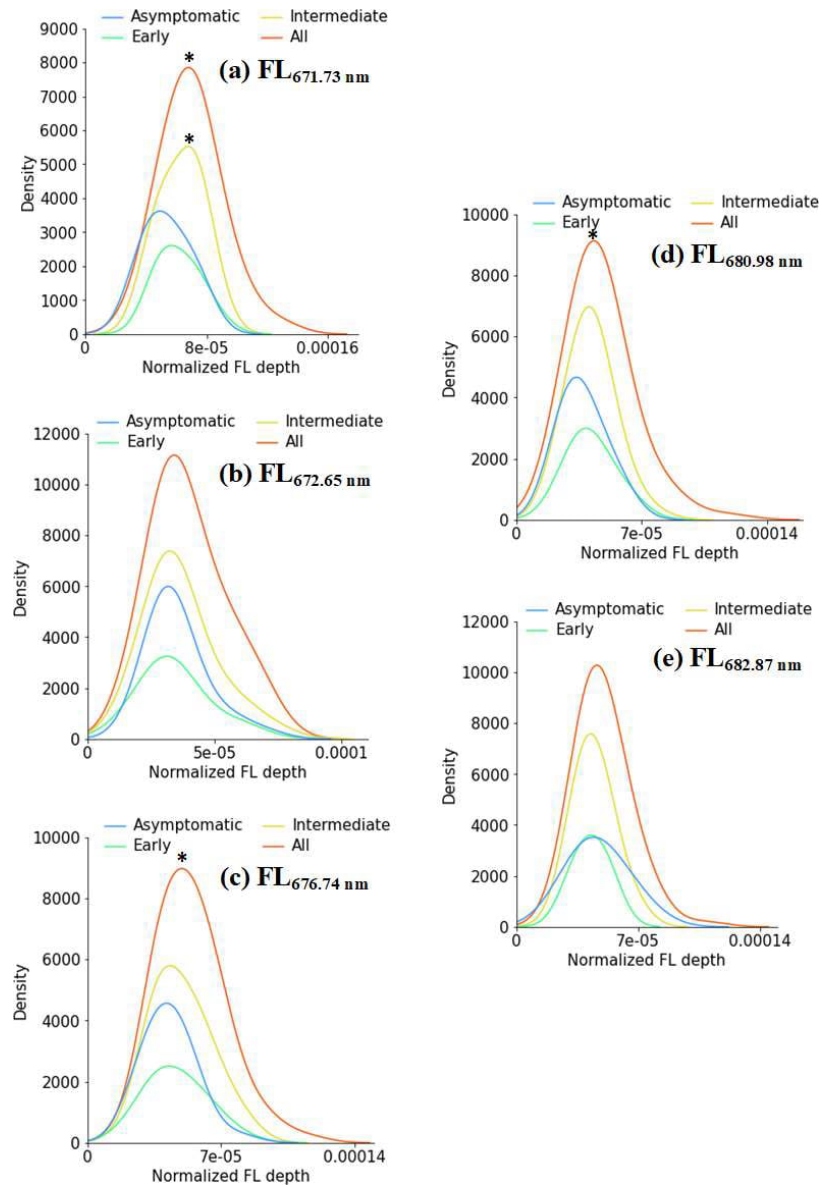 Asymptomatic Intermediate
Early All
*
(a) FL671.73 nm
*
9000
8000
7000
6000
5000
4000
3000
2000
1000
0
Density
0 8e-05 0.00016
Normalized FL depth
Asymptomatic Intermediate
Early All
(b) FL672.65 nm
12000
10000
8000
6000
4000
2000
0
Density
0 5e-05 0.0001
Normalized FL depth
Asymptomatic Intermediate
Early All
*
(c) FL676.74 nm
10000
8000
6000
4000
2000
0
Density
0 7e-05 0.00014
Normalized FL depth
Asymptomatic Intermediate
Early All
*
(d) FL680.98 nm
10000
8000
6000
4000
2000
0
Density
0 7e-05 0.00014
Normalized FL depth
Asymptomatic Intermediate
Early All
(e) FL682.87 nm
12000
10000
8000
6000
4000
2000
0
Density
0 7e-05 0.00014
Normalized FL depth